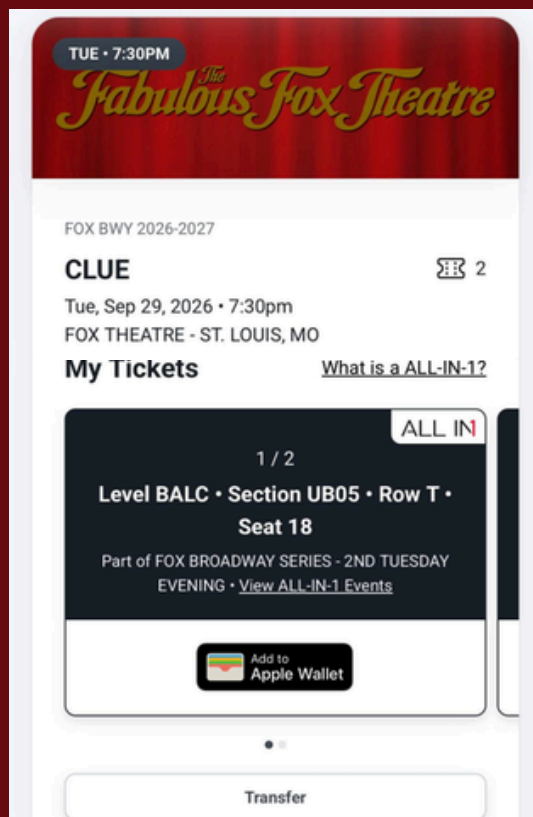 TUE • 7:30PM
The
Fabulous Fox Theatre
FOX BWY 2026-2027
CLUE
2
Tue, Sep 29, 2026 • 7:30pm
FOX THEATRE - ST. LOUIS, MO
My Tickets
What is a ALL-IN-1?
ALL IN1
1 / 2
Level BALC • Section UB05 • Row T •
Seat 18
Part of FOX BROADWAY SERIES - 2ND TUESDAY
EVENING • View ALL-IN-1 Events
Add to
Apple Wallet
Transfer